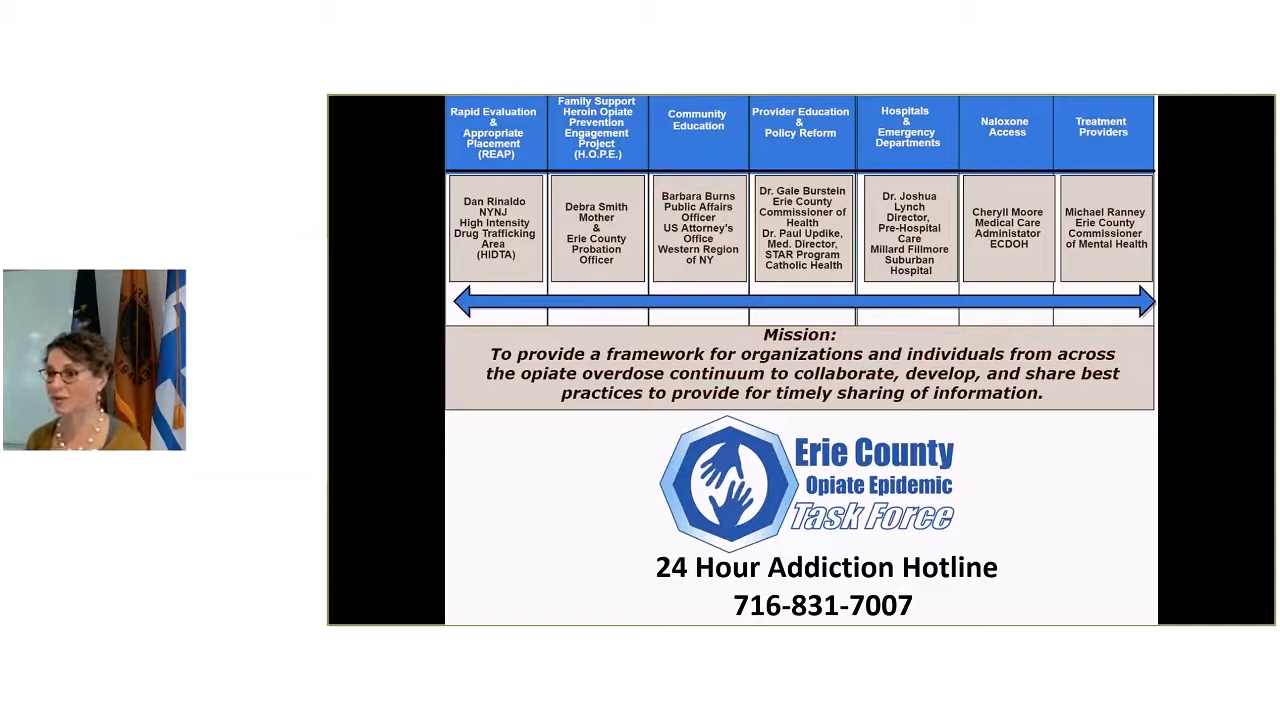 Rapid Evaluation
&
Appropriate
Placement
(REAP)
Family Support
Heroin Opiate
Prevention
Engagement
Project
(H.O.P.E.)
Community
Education
Provider Education
&
Policy Reform
Hospitals
&
Emergency
Departments
Naloxone
Access
Treatment
Providers
Dan Rinaldo
NYNJ
High Intensity
Drug Trafficking
Area
(HIDTA)
Debra Smith
Mother
&
Erie County
Probation
Officer
Barbara Burns
Public Affairs
Officer
US Attorney's
Office
Western Region
of NY
Dr. Gale Burstein
Erie County
Commissioner of
Health
Dr. Paul Updike,
Med. Director,
STAR Program
Catholic Health
Dr. Joshua
Lynch
Director,
Pre-Hospital
Care
Millard Fillmore
Suburban
Hospital
Cheryll Moore
Medical Care
Administator
ECDOH
Michael Ranney
Erie County
Commissioner
of Mental Health
Mission:
To provide a framework for organizations and individuals from across
the opiate overdose continuum to collaborate, develop, and share best
practices to provide for timely sharing of information.
Erie County
Opiate Epidemic
Task Force
24 Hour Addiction Hotline
716-831-7007